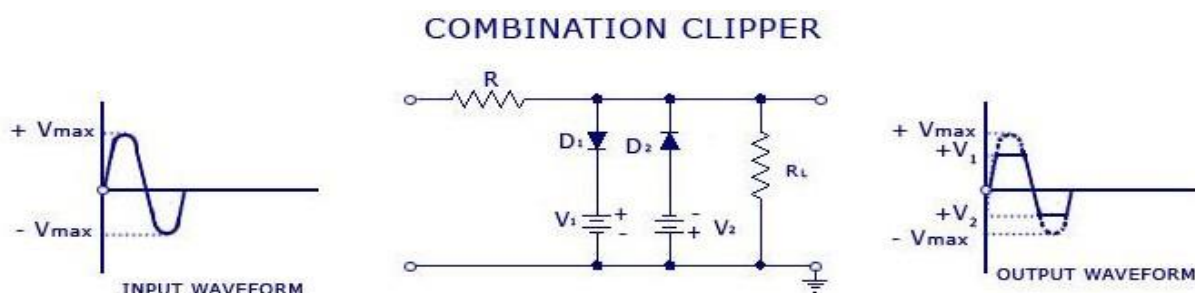 COMBINATION CLIPPER
+ Vmax
- Vmax
INPUT WAVEFORM
R
D1
D2
RL
V1
+
-
-
+
V2
+ Vmax
+V1
+V2
- Vmax
OUTPUT WAVEFORM